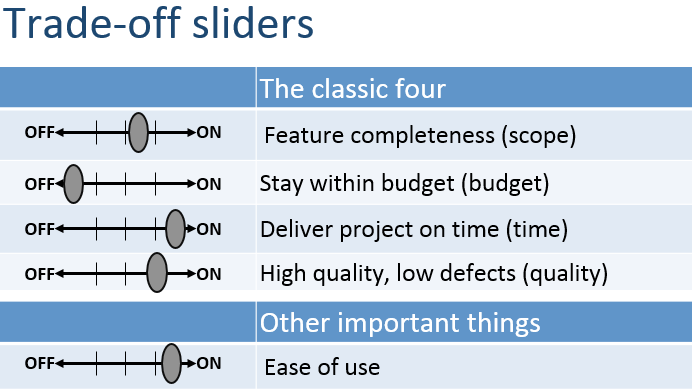 Trade-off sliders
The classic four
OFF ON Feature completeness (scope)
OFF ON Stay within budget (budget)
OFF ON Deliver project on time (time)
OFF ON High quality, low defects (quality)
Other important things
OFF ON Ease of use